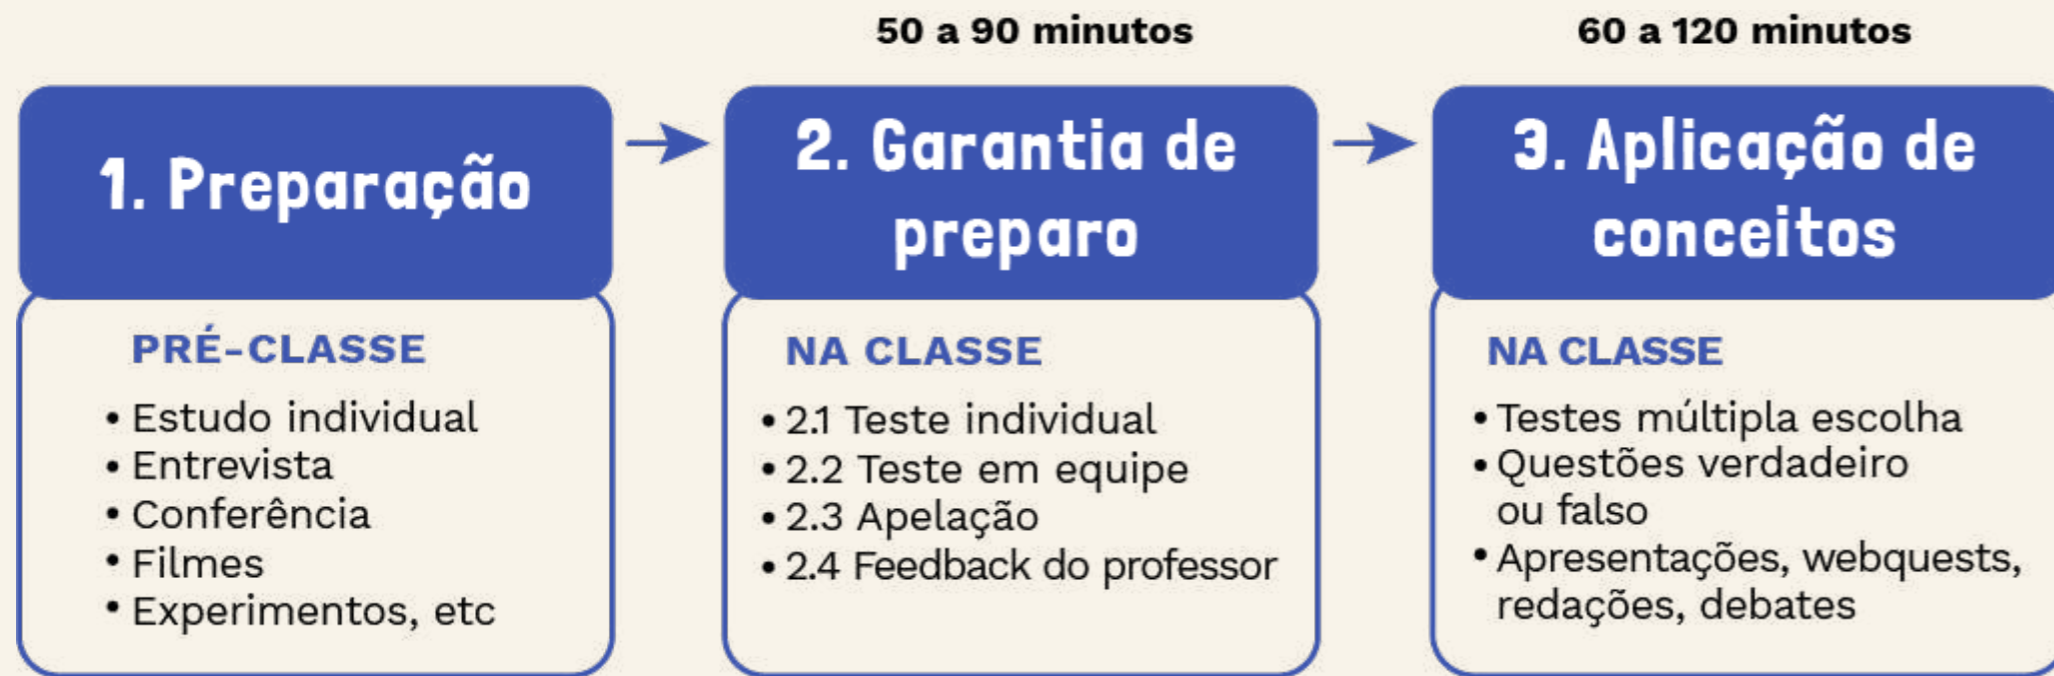 1. Preparação
PRÉ-CLASSE
• Estudo individual
• Entrevista
• Conferência
• Filmes
• Experimentos, etc
50 a 90 minutos
2. Garantia de
preparo
NA CLASSE
• 2.1 Teste individual
• 2.2 Teste em equipe
• 2.3 Apelação
• 2.4 Feedback do professor
60 a 120 minutos
3. Aplicação de
conceitos
NA CLASSE
• Testes múltipla escolha
• Questões verdadeiro
ou falso
• Apresentações, webquests,
redações, debates